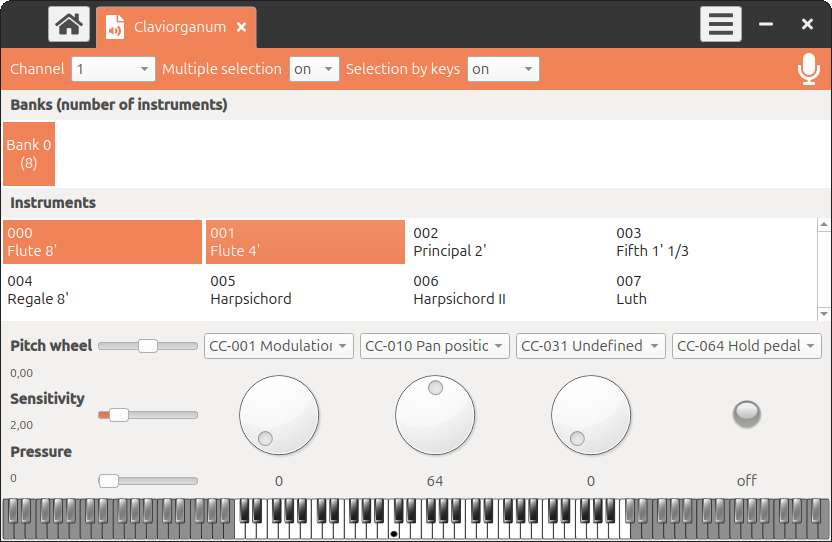 Claviorganum
Channel 1 Multiple selection on Selection by keys on
Banks (number of instruments)
Bank 0
(8)
Instruments
000
Flute 8'
001
Flute 4'
002
Principal 2'
003
Fifth 1' 1/3
004
Regale 8'
005
Harpsichord
006
Harpsichord II
007
Luth
Pitch wheel
CC-001 Modulation
CC-010 Pan positic
CC-031 Undefined
CC-064 Hold pedal
0,00
Sensitivity
2,00
Pressure
0
0
64
0
off